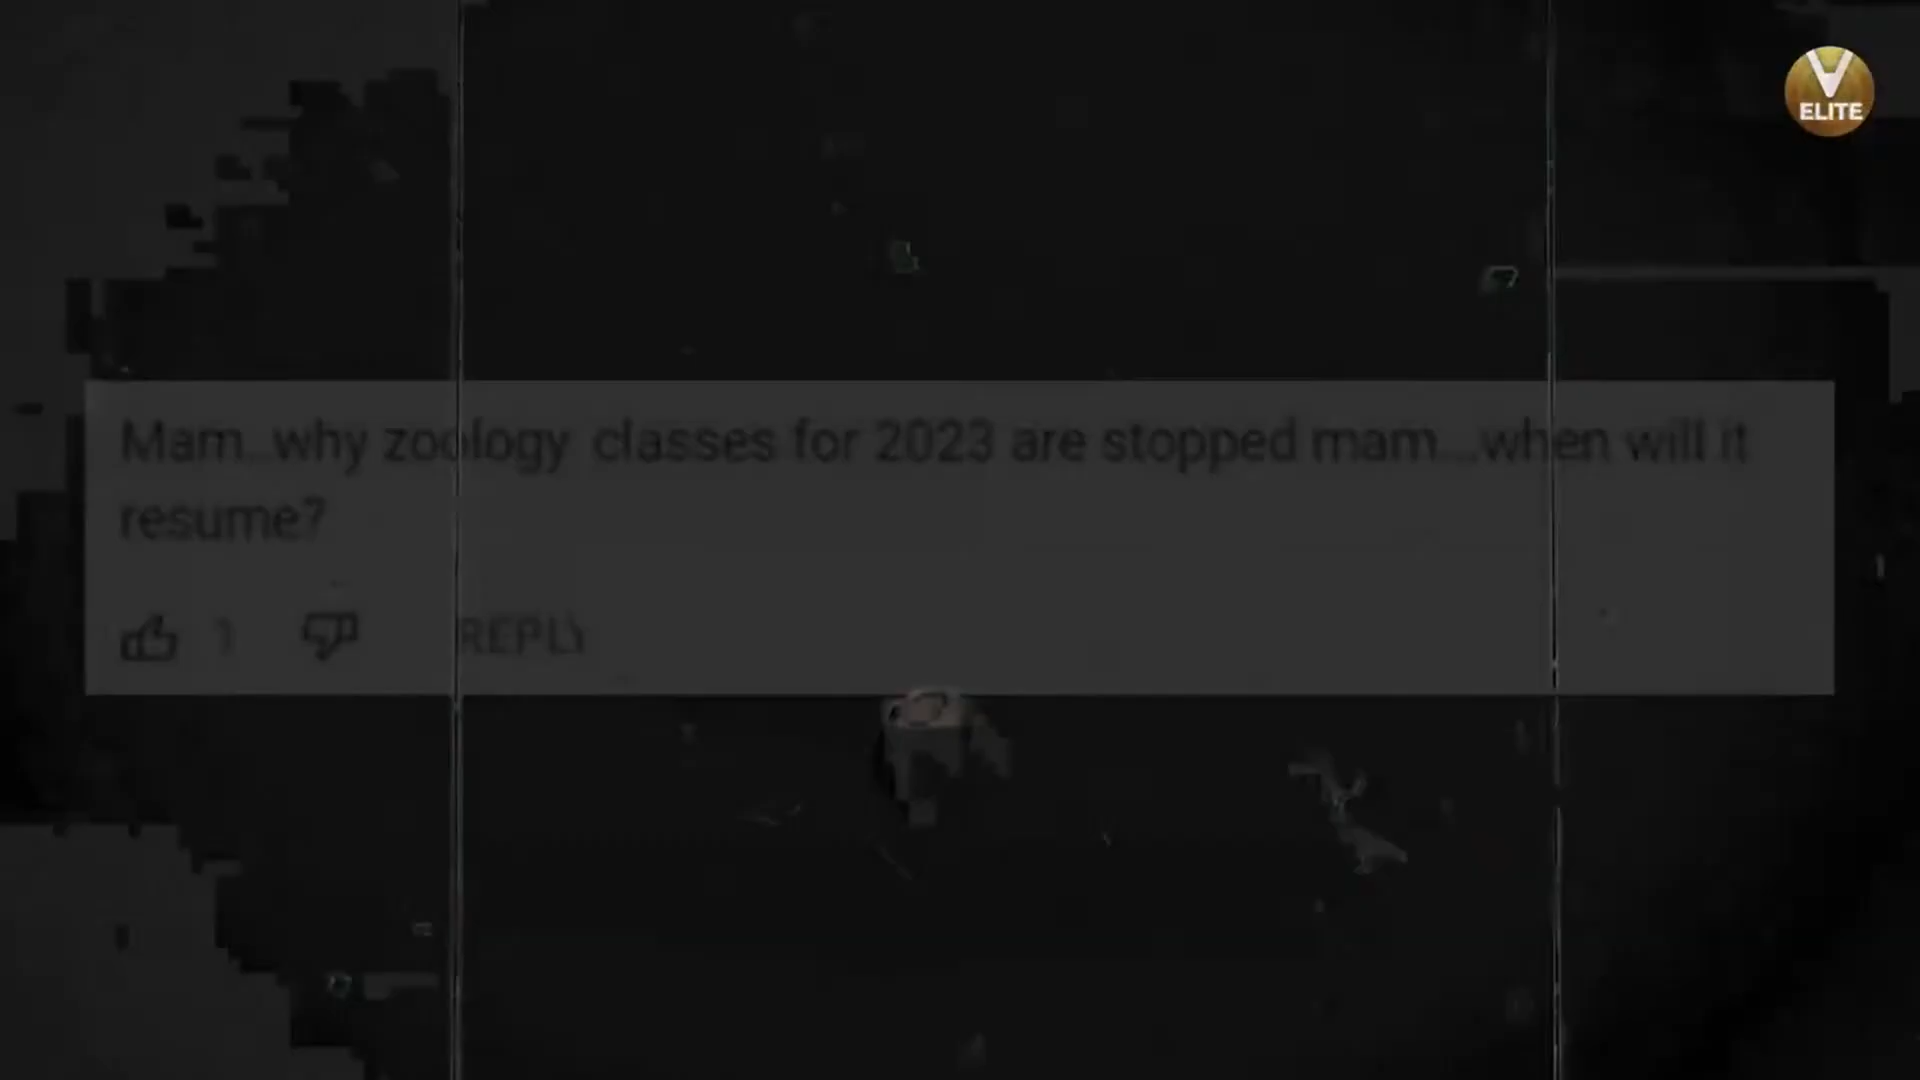 V
ELITE
Mam...why zoology classes for 2023 are stopped mam....when will it
resume?
1 REPLY